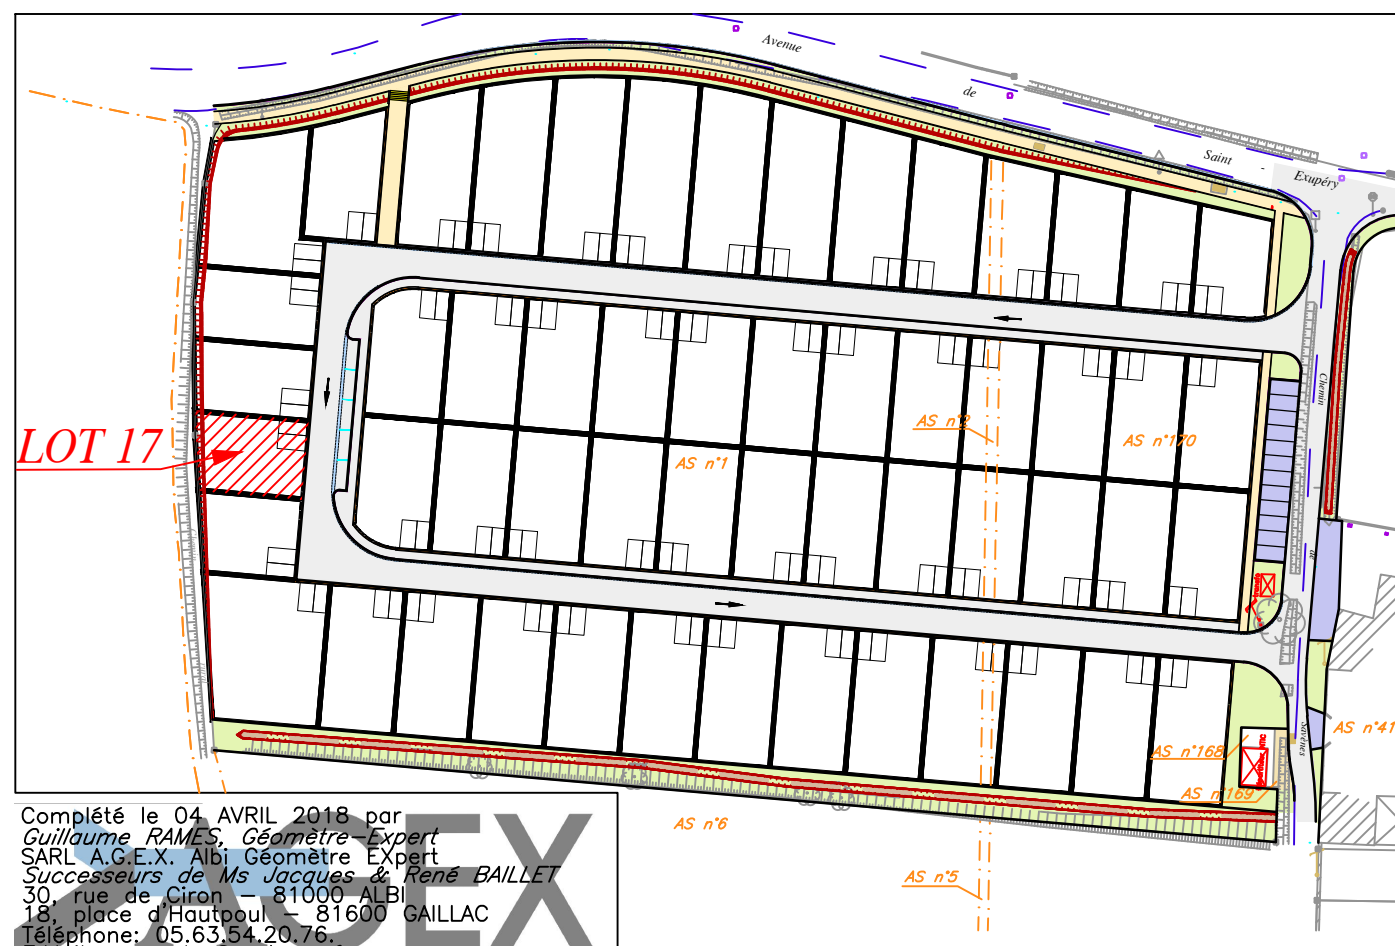 Avenue
de
Saint - Exupéry
Chemin
de
Savènes
LOT 17
AS n°1
AS n°2
AS n°170
AS n°168
AS n°169
AS n°41
AS n°6
AS n°5
AGEX
Complété le 04 AVRIL 2018 par
Guillaume RAMES, Géomètre-Expert
SARL A.G.E.X. Albi Géomètre EXpert
Successeurs de Ms Jacques & René BAILLET
30, rue de Ciron - 81000 ALBI
18, place d'Hautpoul - 81600 GAILLAC
Téléphone: 05.63.54.20.76.